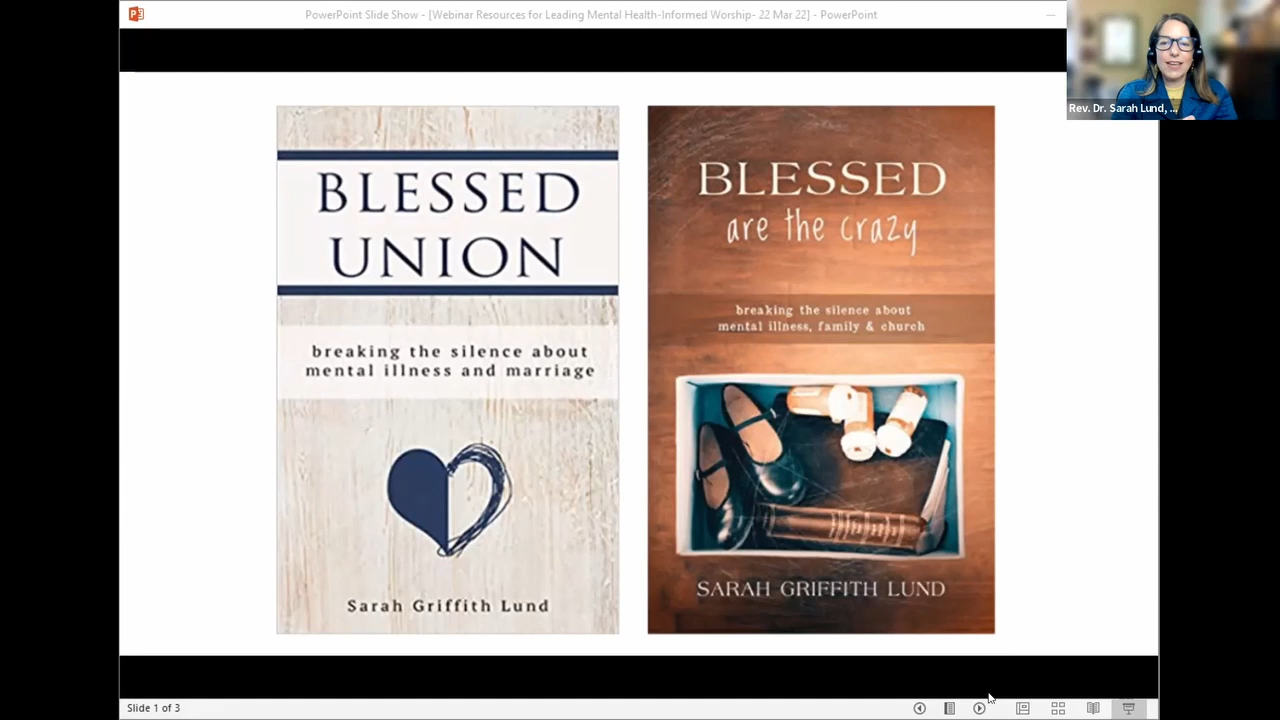 PowerPoint Slide Show - [Webinar Resources for Leading Mental Health-Informed Worship- 22 Mar 22] - PowerPoint
Rev. Dr. Sarah Lund, ...
BLESSED
UNION
breaking the silence about
mental illness and marriage
Sarah Griffith Lund
BLESSED
are the crazy
breaking the silence about
mental illness, family & church
SARAH GRIFFITH LUND
Slide 1 of 3